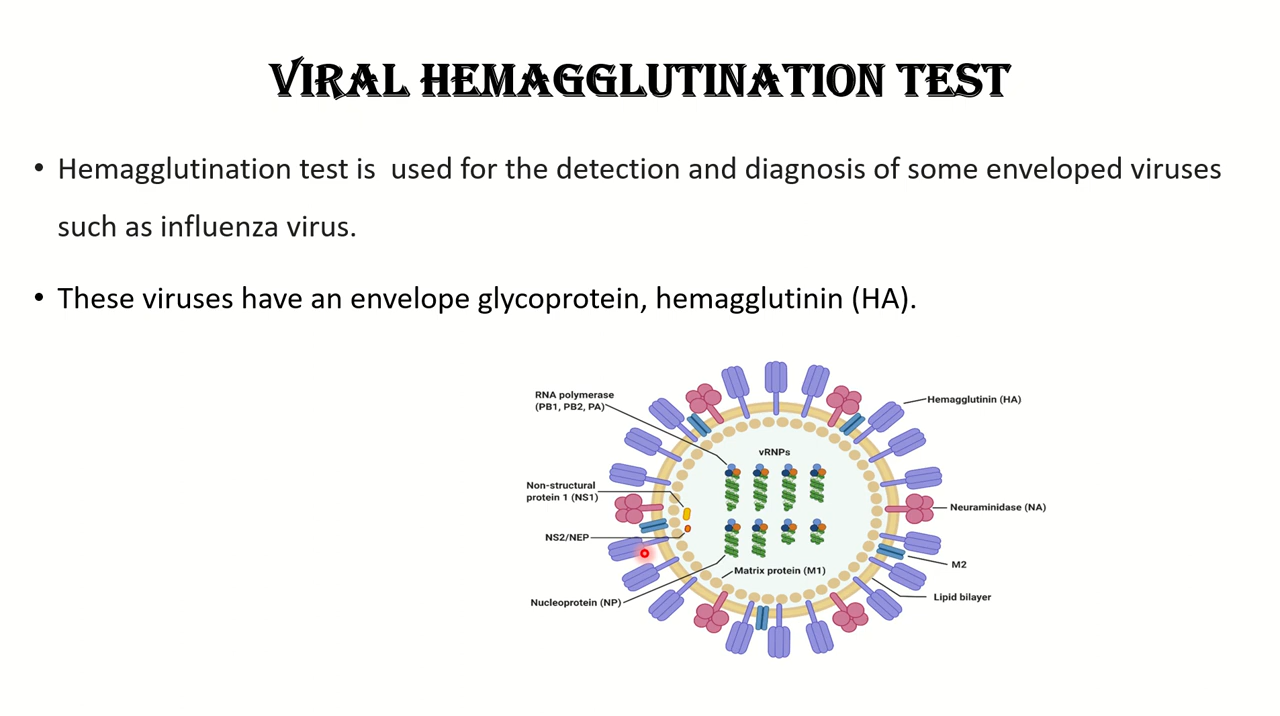 VIRAL HEMAGGLUTINATION TEST
• Hemagglutination test is  used for the detection and diagnosis of some enveloped viruses
such as influenza virus.
• These viruses have an envelope glycoprotein, hemagglutinin (HA).
RNA polymerase
(PB1, PB2, PA)
Hemagglutinin (HA)
vRNPs
Non-structural
protein 1 (NS1)
Neuraminidase (NA)
NS2/NEP
M2
Matrix protein (M1)
Lipid bilayer
Nucleoprotein (NP)